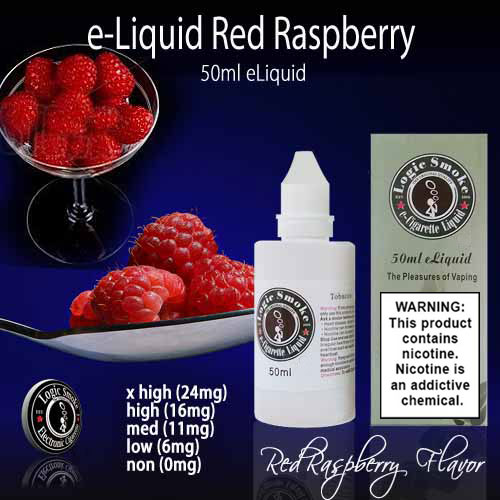 e-Liquid Red Raspberry
50ml eLiquid
Logic Smoke
e-Cigarette Liquid
50ml eLiquid
The Pleasures of Vaping
WARNING:
This product
contains
nicotine.
Nicotine is
an addictive
chemical.
Logic Smoke
e-Cigarette Liquid
50ml
Logic Smoke
Electronic Cigarettes
x high (24mg)
high (16mg)
med (11mg)
low (6mg)
non (0mg)
Red Raspberry Flavor